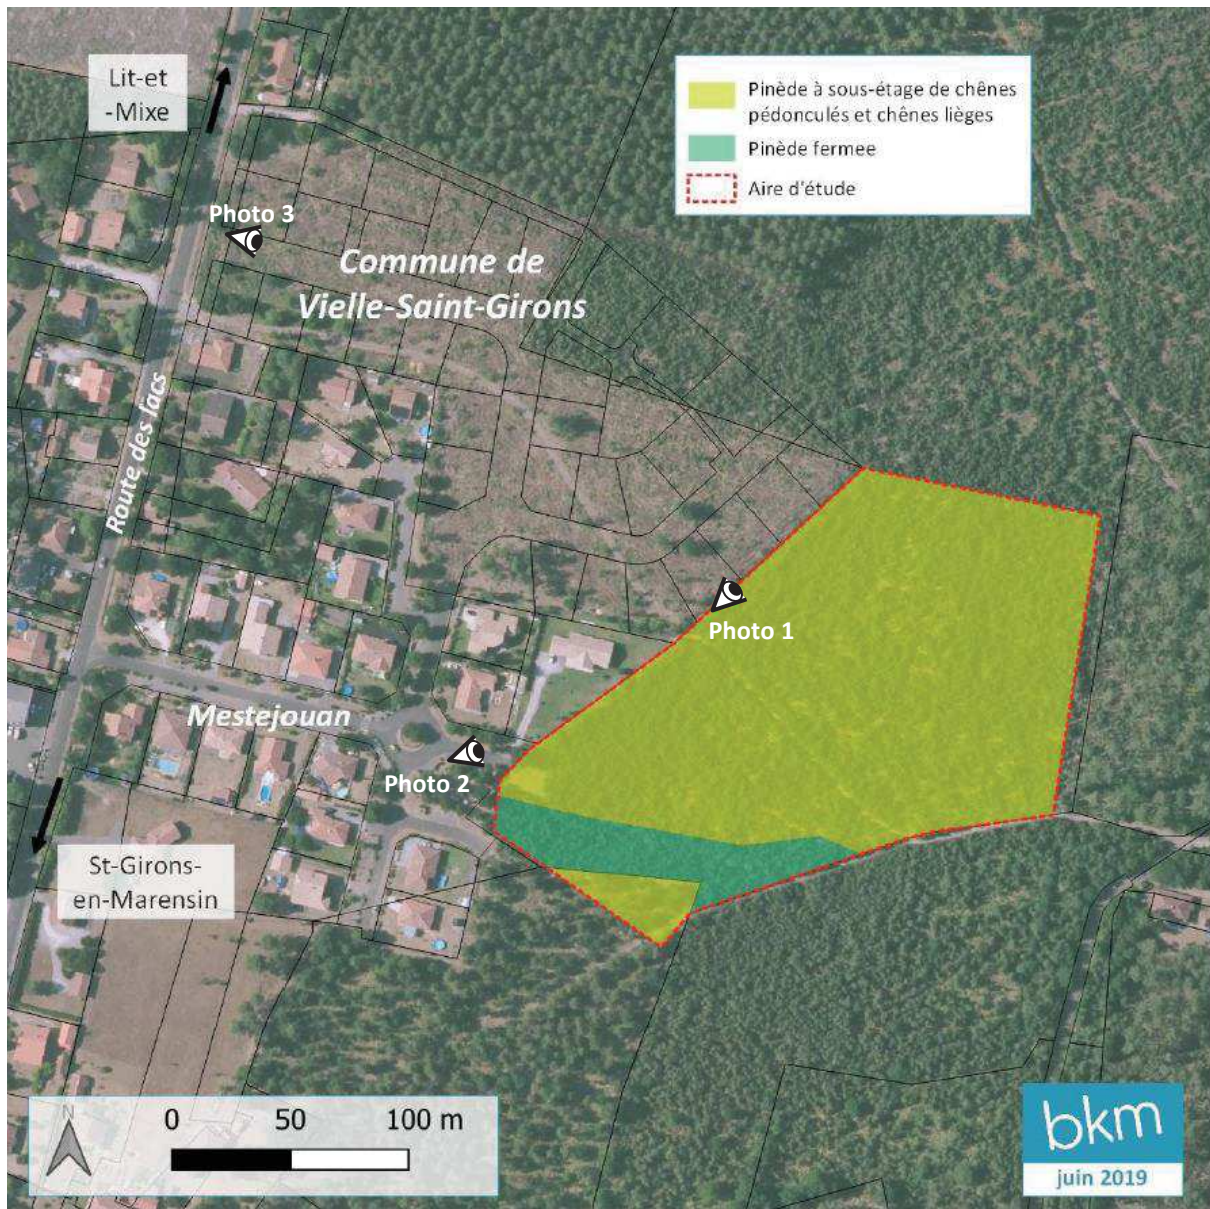 Lit-et
-Mixe
Pinède à sous-étage de chênes
pédonculés et chênes lièges
Pinède fermee
Aire d'étude
Photo 3
Commune de
Vielle-Saint-Girons
Route des lacs
Photo 1
Mestejouan
Photo 2
St-Girons-
en-Marensin
N
0 50 100 m
bkm
juin 2019